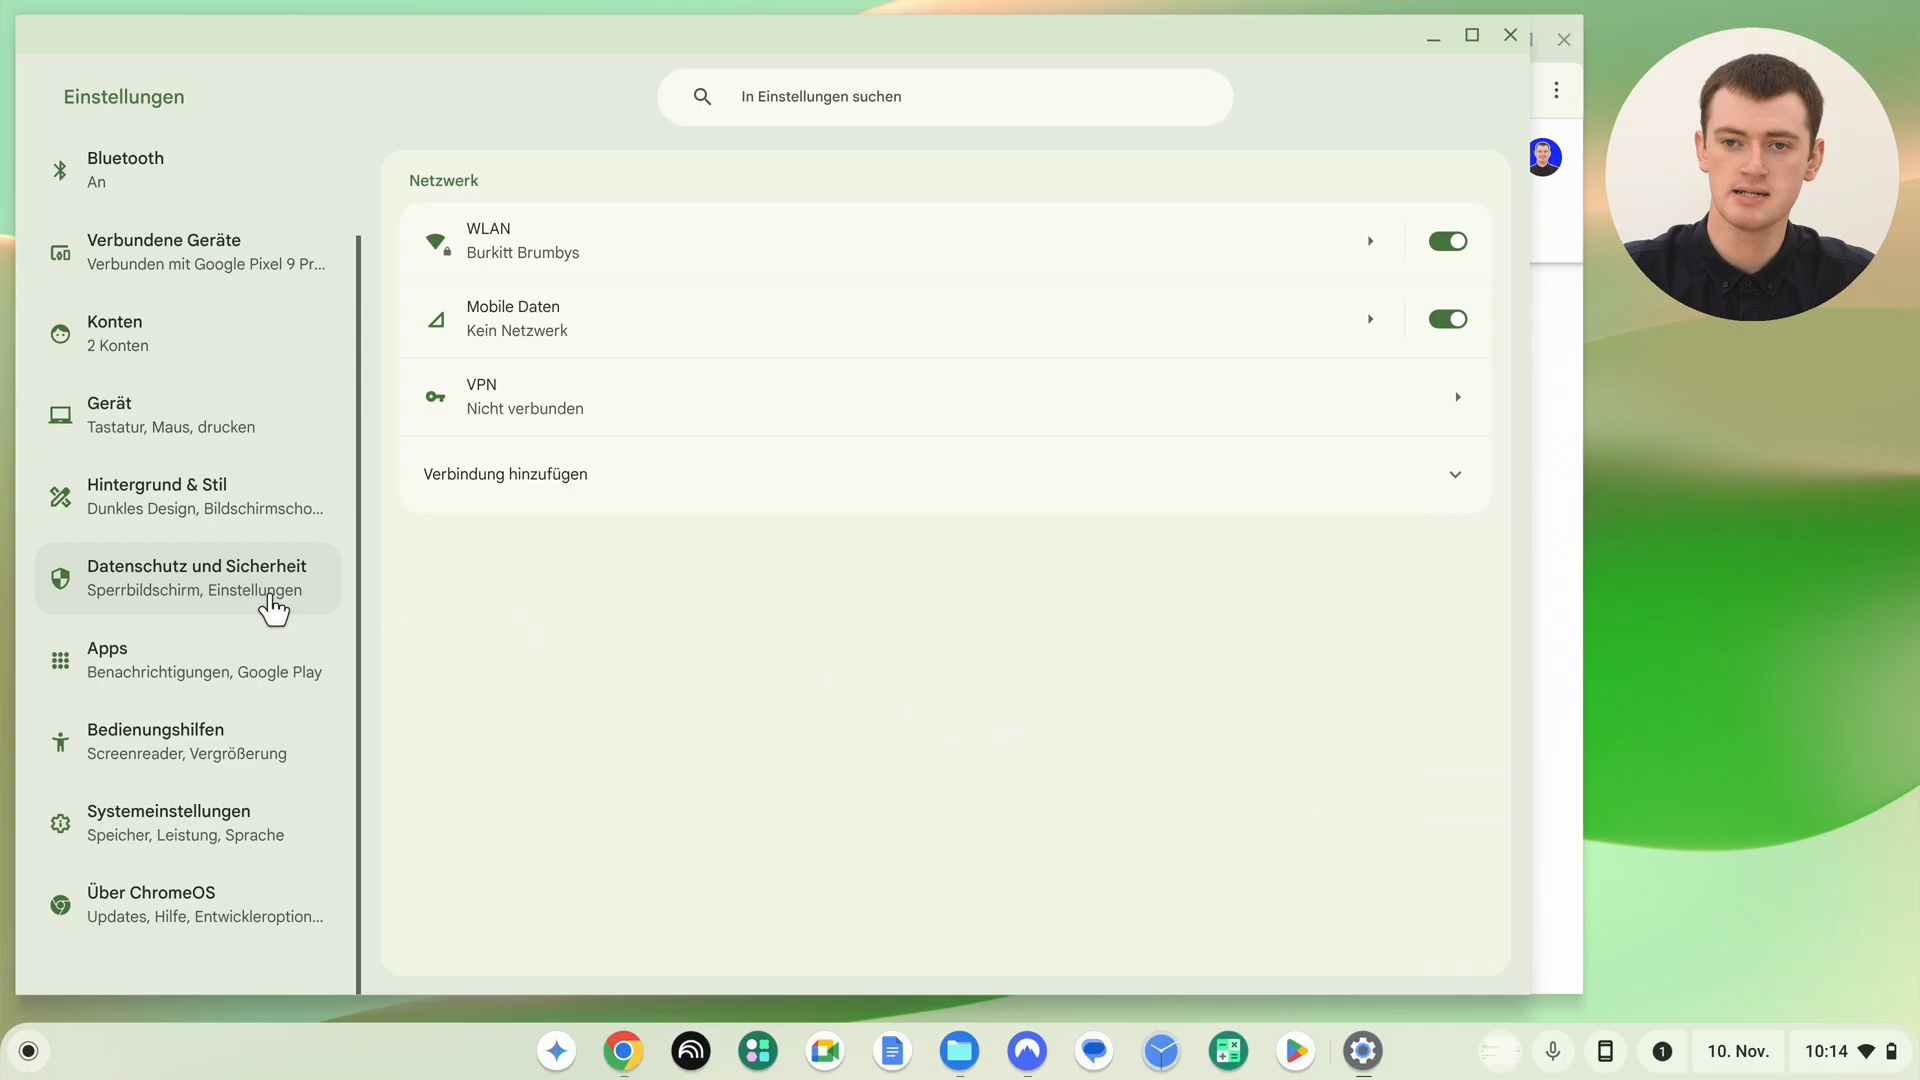 Einstellungen
In Einstellungen suchen
Bluetooth
An
Verbundene Geräte
Verbunden mit Google Pixel 9 Pr...
Konten
2 Konten
Gerät
Tastatur, Maus, drucken
Hintergrund & Stil
Dunkles Design, Bildschirmscho...
Datenschutz und Sicherheit
Sperrbildschirm, Einstellungen
Apps
Benachrichtigungen, Google Play
Bedienungshilfen
Screenreader, Vergrößerung
Systemeinstellungen
Speicher, Leistung, Sprache
Über ChromeOS
Updates, Hilfe, Entwickleroption...
Netzwerk
WLAN
Burkitt Brumbys
Mobile Daten
Kein Netzwerk
VPN
Nicht verbunden
Verbindung hinzufügen
1
10. Nov.
10:14